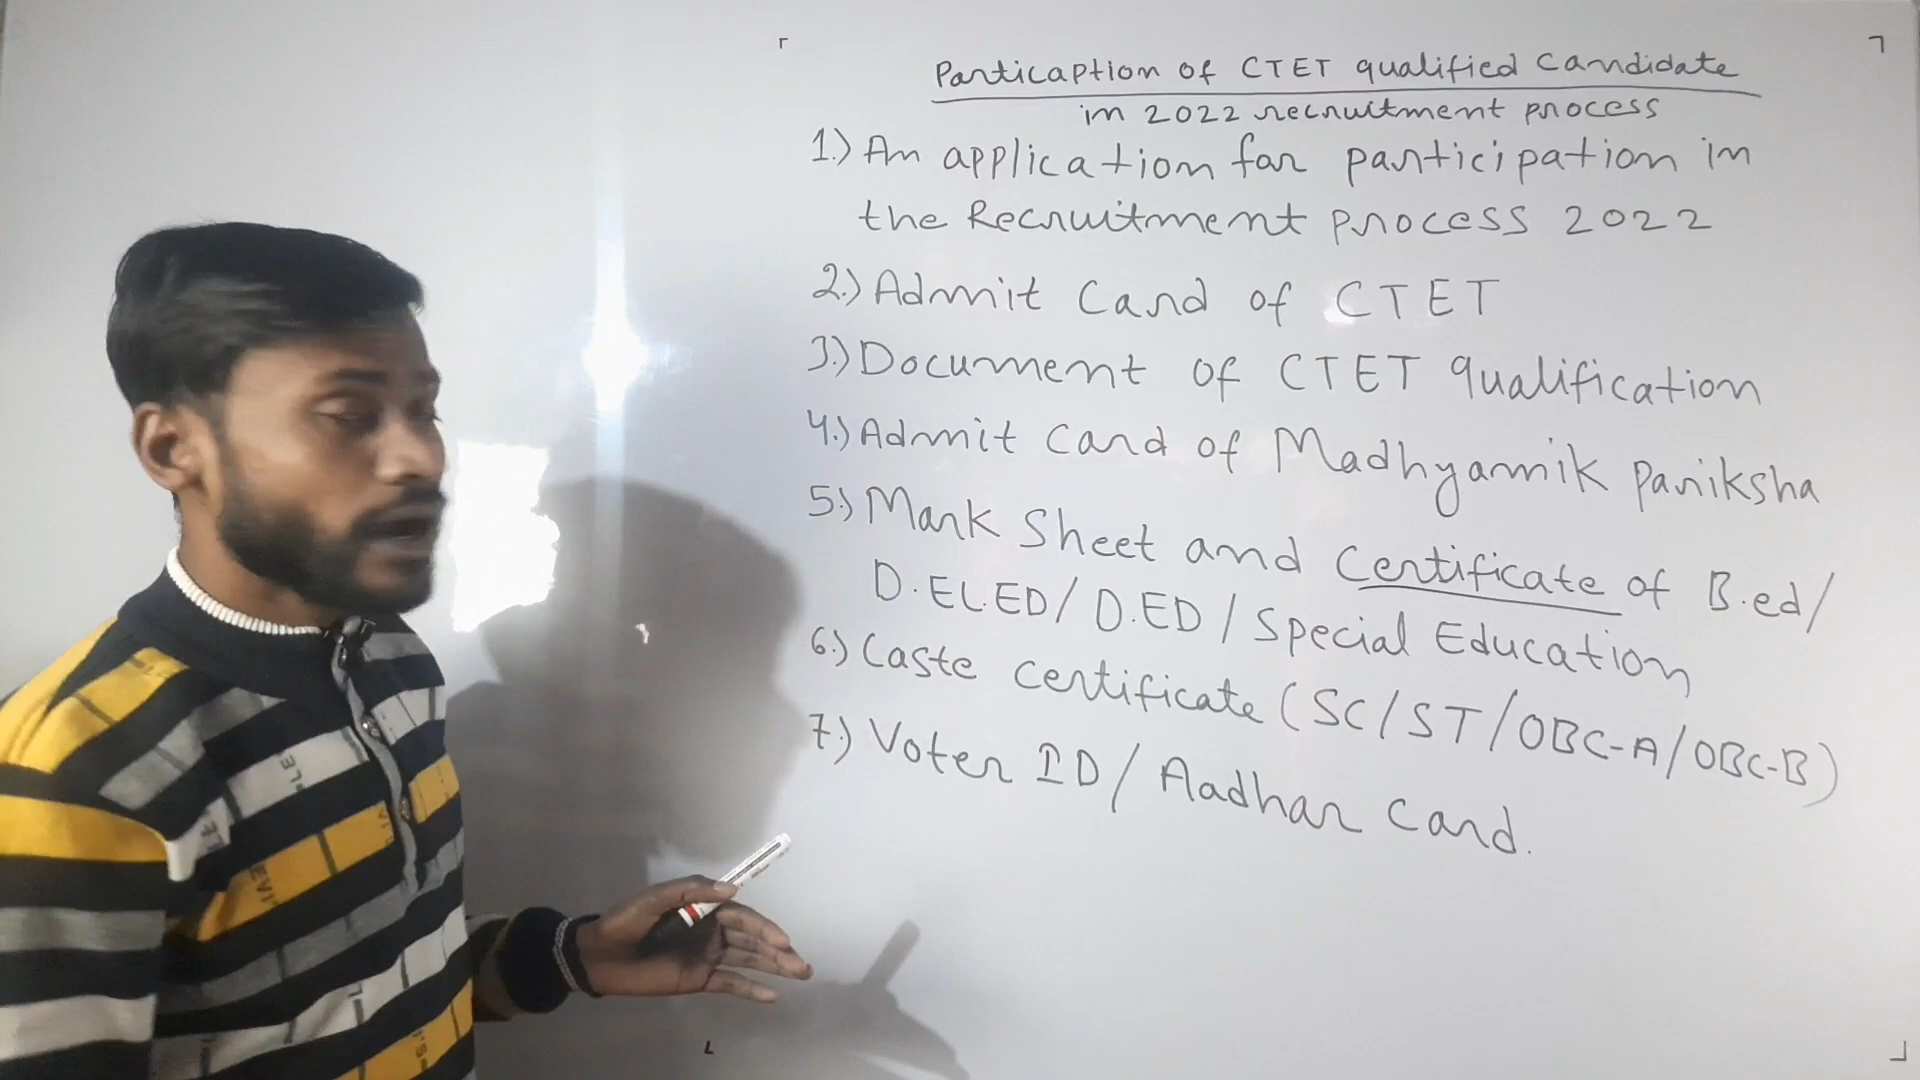 Particaption of CTET qualified candidate
in 2022 recruitment process
1.) An application for participation in
the Recruitment process 2022
2.) Admit Card of CTET
3.) Document of CTET qualification
4.) Admit card of Madhyamik Pariksha
5.) Mark Sheet and Certificate of B.ed/
D.EL.ED/ D.ED / Special Education
6.) Caste certificate (SC/ST/OBC-A/OBC-B)
7.) Voter ID/ Aadhar Card.